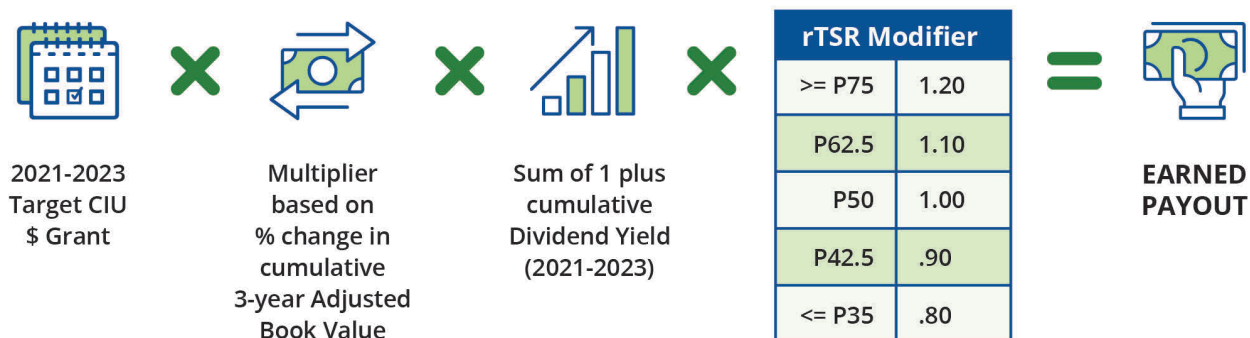 2021-2023
Target CIU
$ Grant
Multiplier
based on
% change in
cumulative
3-year Adjusted
Book Value
Sum of 1 plus
cumulative
Dividend Yield
(2021-2023)
rTSR Modifier
>= P75 1.20
P62.5 1.10
P50 1.00
P42.5 .90
<= P35 .80
EARNED
PAYOUT